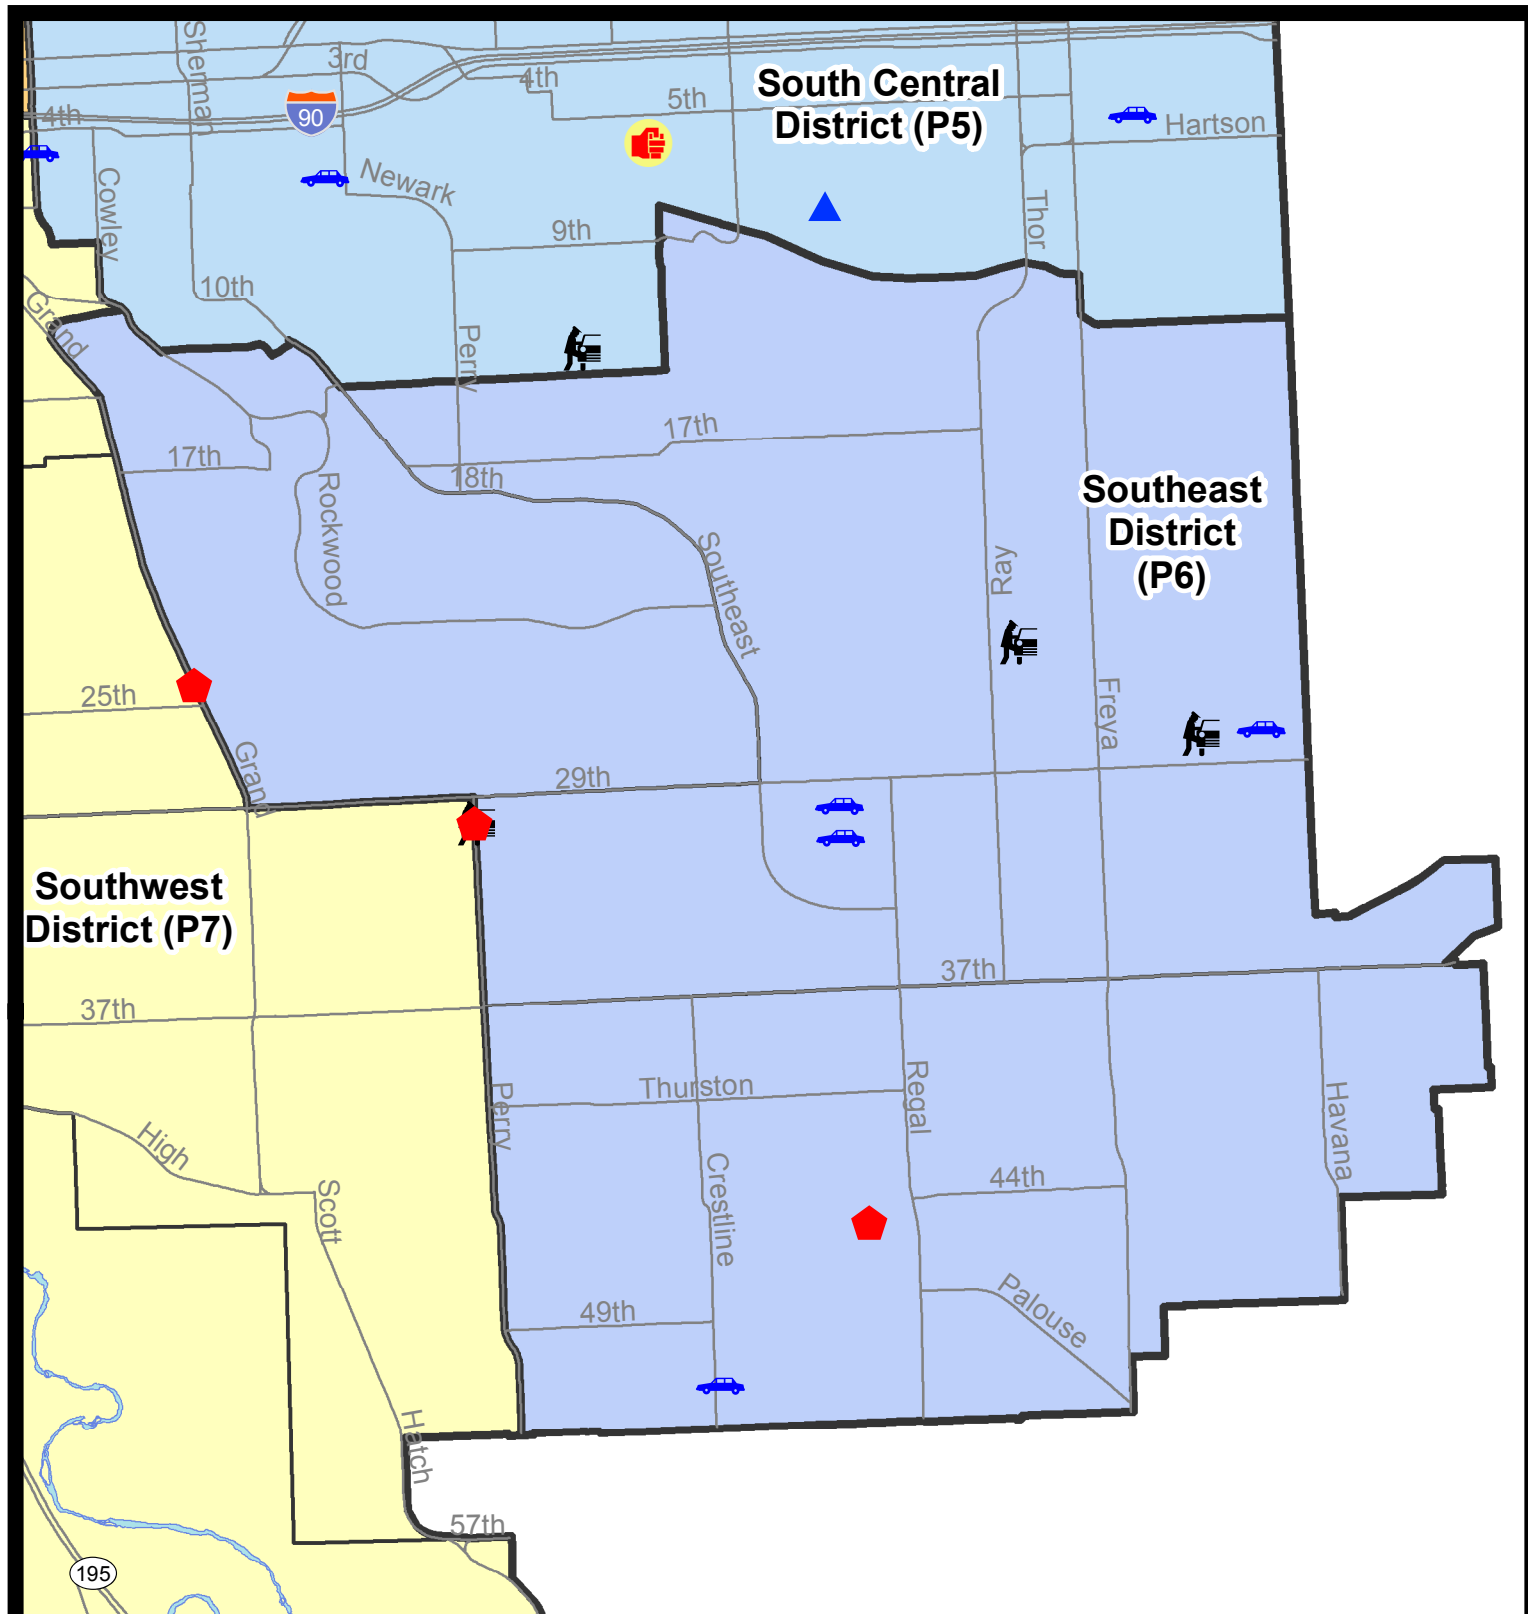 Sherman
3rd
4th
5th
South Central
District (P5)
90
4th
Hartson
Newark
Cowley
Thor
9th
10th
Grand
Perry
17th
17th
18th
Rockwood
Southeast
Southeast
District
(P6)
Ray
25th
Freya
Grand
29th
Southwest
District (P7)
37th
37th
Thurston
Perry
Regal
Havana
High
Crestline
44th
Scott
Palouse
49th
Hatch
57th
195